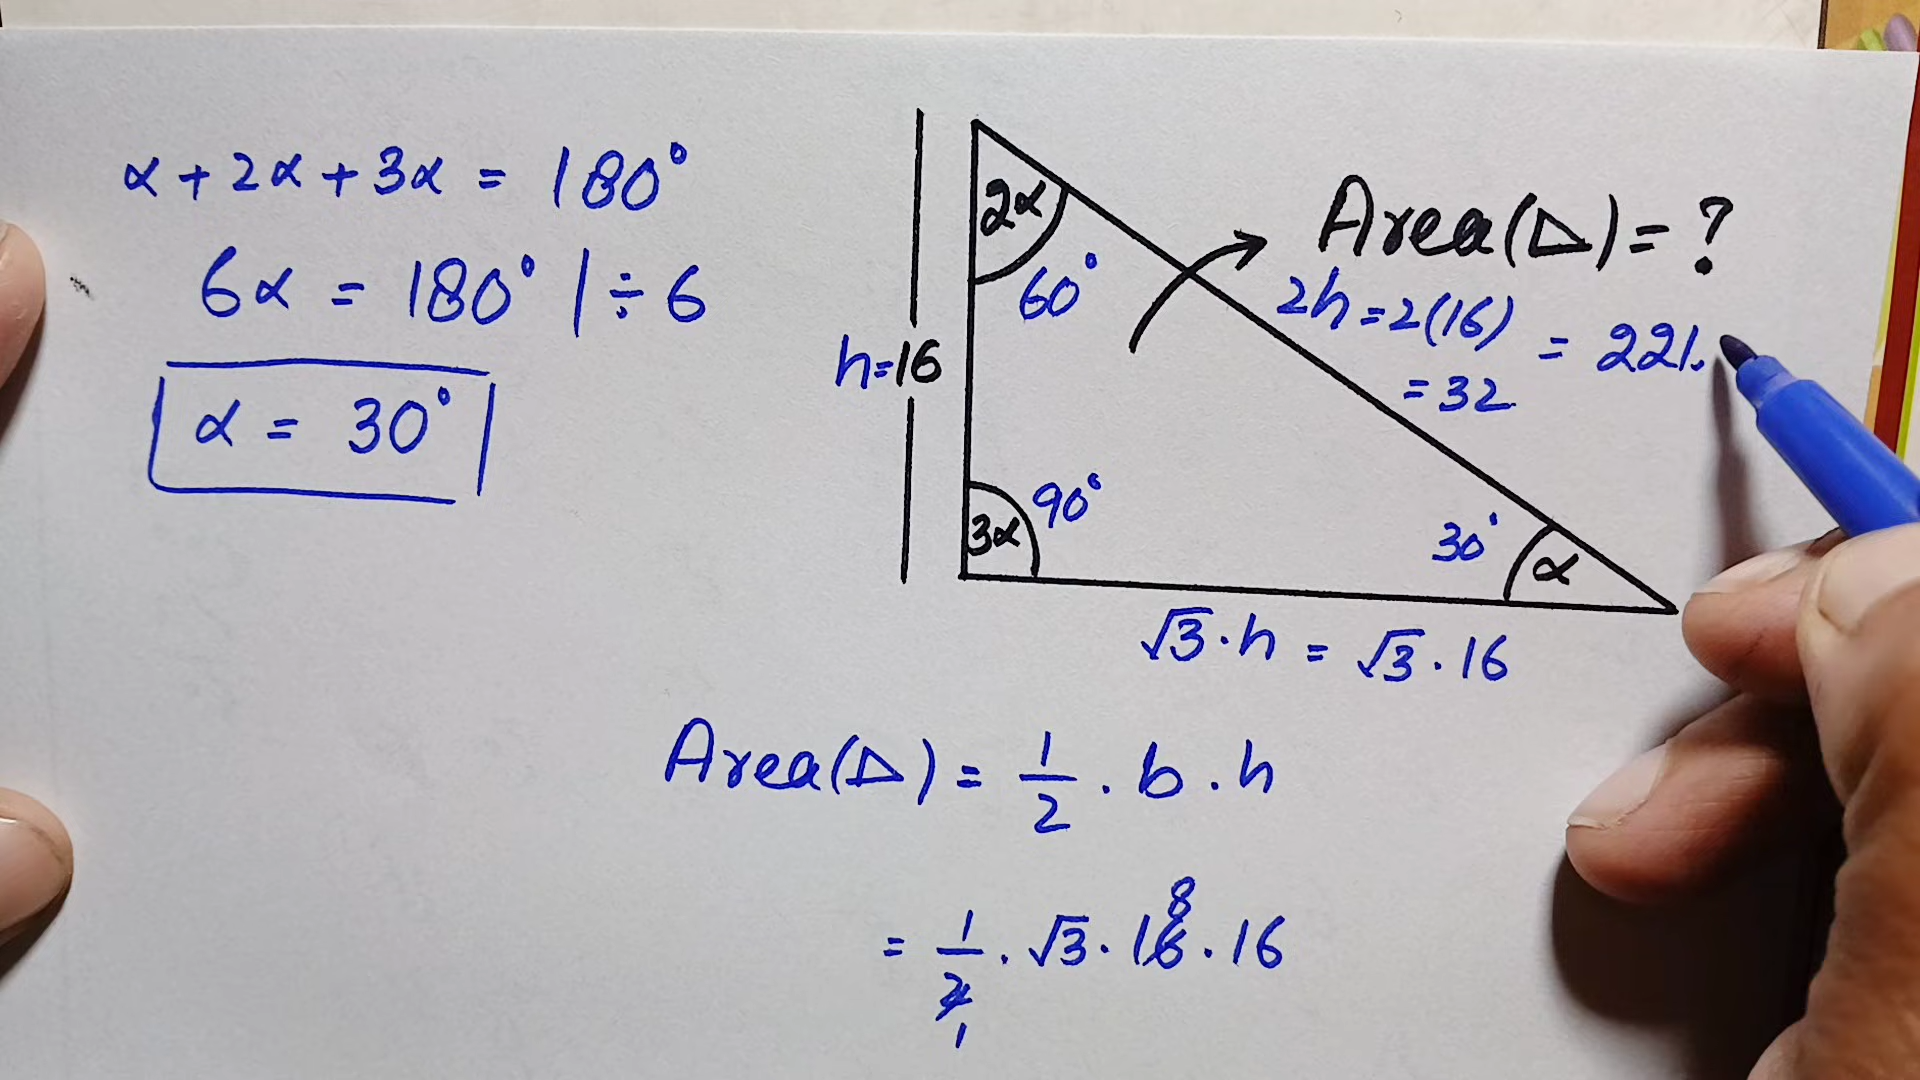 α + 2α + 3α = 180°
6α = 180° | ÷ 6
α = 30°
2α
60°
h=16
3α
90°
30°
α
Area(△) = ?
2h = 2(16)
= 32
= 221.
√3 · h = √3 · 16
Area(△) = 1/2 · b · h
= 1/2 · √3 · 16 · 16
8
1